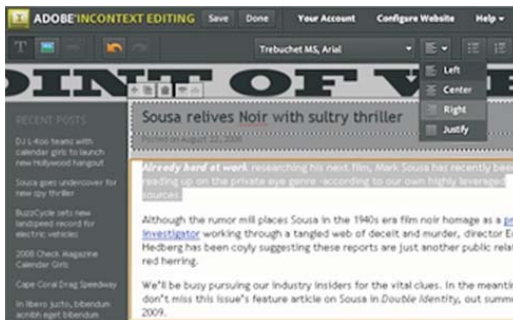 ADOBE®INCONTEXT EDITING Save Done Your Account Configure Website Help
T Trebuchet MS, Arial
Left
Center
Right
Justify
OINT OF V
RECENT POSTS
DJ L-Koo teams with
calendar girls to launch
new Hollywood hangout
Sousa goes undercover for
new spy thriller
BuzzCycle sets new
landspeed record for
electric vehicles
2008 Check Magazine
Calendar Girls
Cape Coral Drag Speedway
In libero justo, bibendum
eget bibendum
Sousa relives Noir with sultry thriller
Posted on August 22, 2008
Already hard at work researching his next film, Mark Sousa has recently bee
reading up on the private eye genre -according to our own highly leveraged
sources.
Although the rumor mill places Sousa in the 1940s era film noir homage as a
investigator working through a tangled web of deceit and murder, director
Hedberg has been coyly suggesting these reports are just another public rela
red herring.
We'll be busy pursuing our industry insiders for the vital clues. In the meanti
don't miss this issue's feature article on Sousa in Double Identity, out summe
2009.